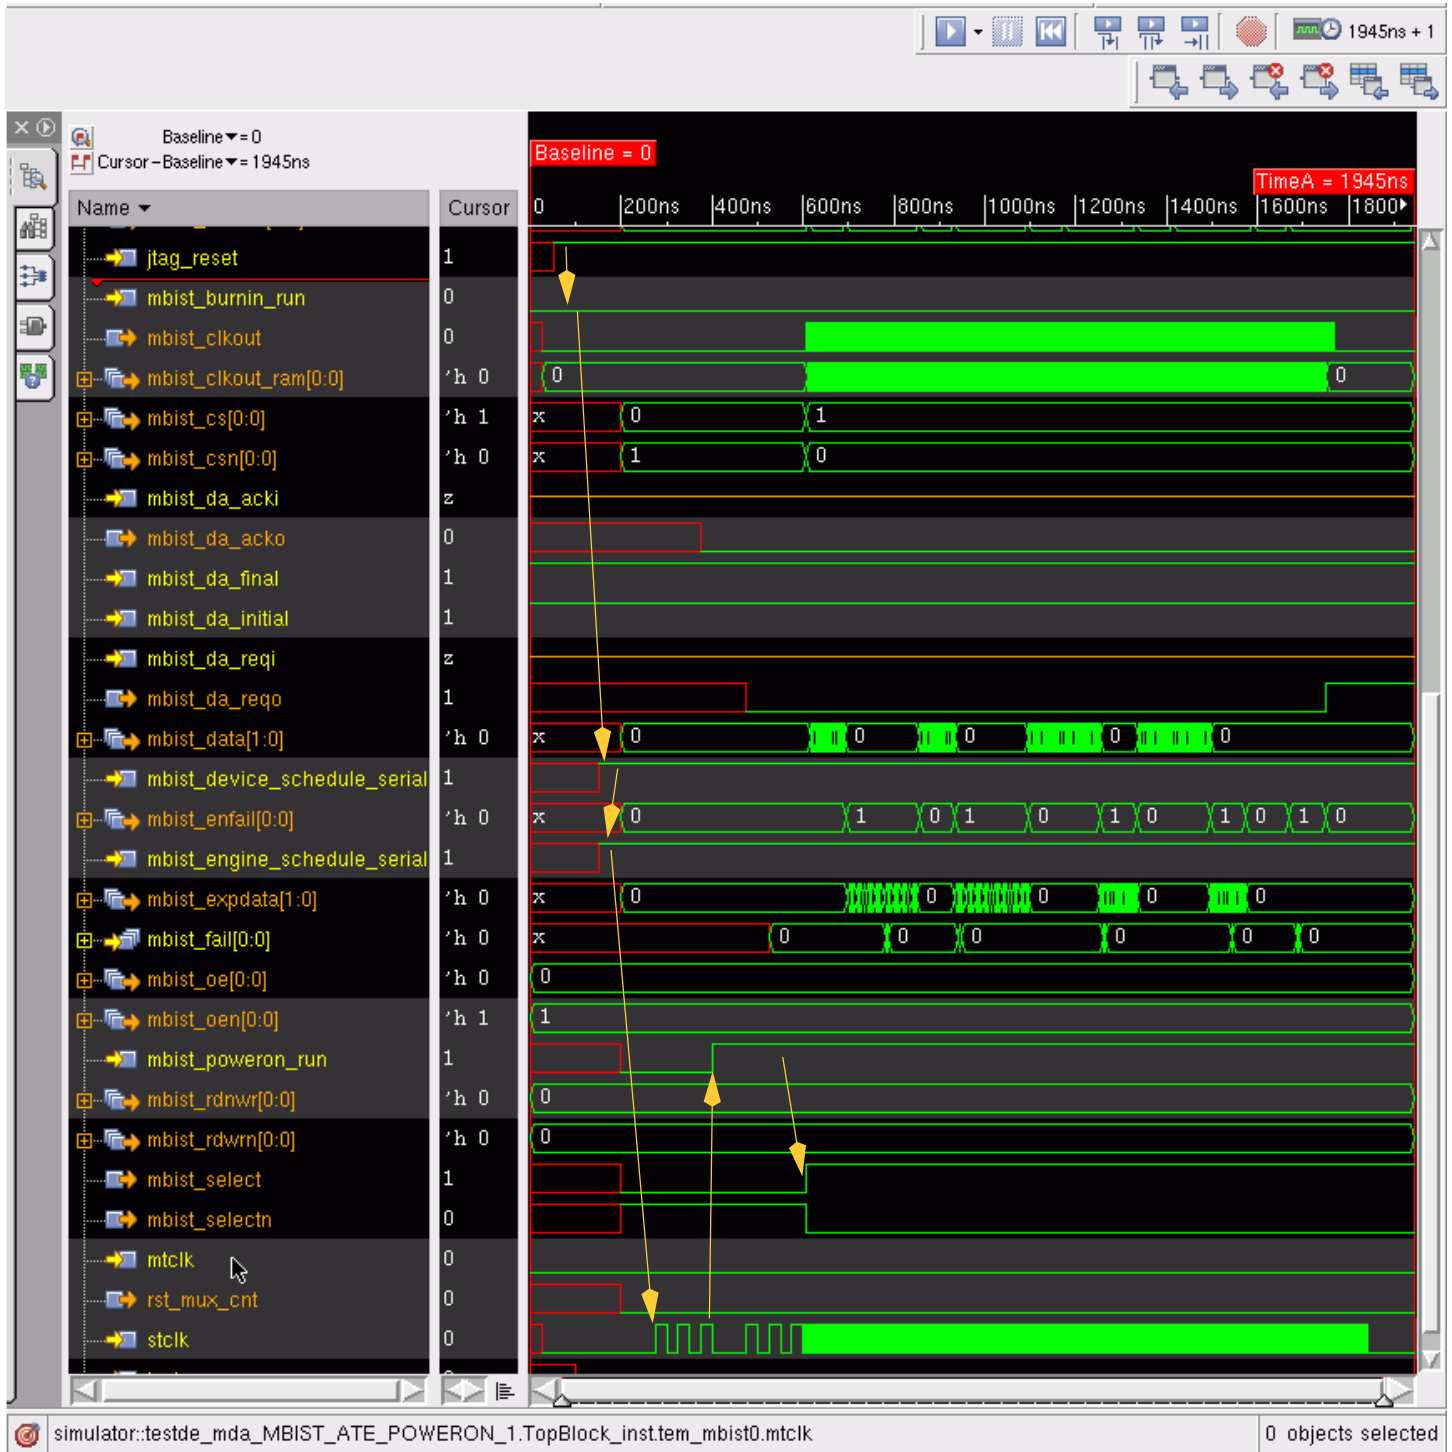 1945ns + 1
Baseline▼= 0
Cursor-Baseline▼= 1945ns
Baseline = 0
TimeA = 1945ns
Name ▼ Cursor 0 |200ns |400ns |600ns |800ns |1000ns |1200ns |1400ns |1600ns |1800
jtag_reset 1
mbist_burnin_run 0
mbist_clkout 0
mbist_clkout_ram[0:0] 'h 0 0 0
mbist_cs[0:0] 'h 1 x 0 1
mbist_csn[0:0] 'h 0 x 1 0
mbist_da_acki z
mbist_da_acko 0
mbist_da_final 1
mbist_da_initial 1
mbist_da_reqi z
mbist_da_reqo 1
mbist_data[1:0] 'h 0 x 0 0 0 0 0
mbist_device_schedule_serial 1
mbist_enfail[0:0] 'h 0 x 0 1 0 1 0 1 0 1 0 1 0
mbist_engine_schedule_serial 1
mbist_expdata[1:0] 'h 0 x 0 0 0 0 0
mbist_fail[0:0] 'h 0 x 0 0 0 0 0 0
mbist_oe[0:0] 'h 0 0
mbist_oen[0:0] 'h 1 1
mbist_poweron_run 1
mbist_rdnwr[0:0] 'h 0 0
mbist_rdwrn[0:0] 'h 0 0
mbist_select 1
mbist_selectn 0
mtclk 0
rst_mux_cnt 0
stclk 0
simulator::testde_mda_MBIST_ATE_POWERON_1.TopBlock_inst.tem_mbist0.mtclk 0 objects selected